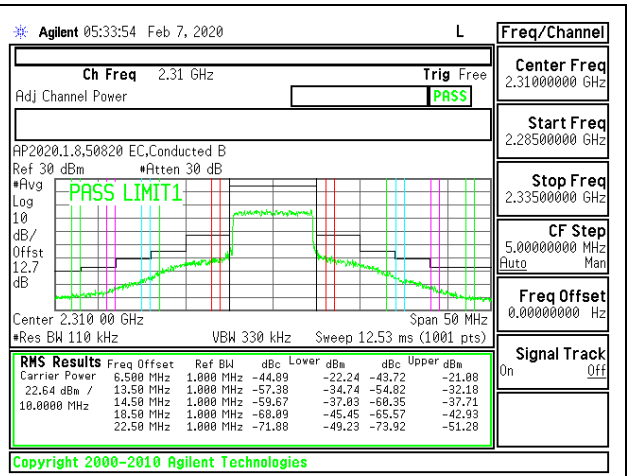 Agilent 05:33:54 Feb 7, 2020 L
Freq/Channel
Ch Freq 2.31 GHz Trig Free
Adj Channel Power PASS
AP2020.1.8,50820 EC,Conducted B
Ref 30 dBm #Atten 30 dB
#Avg
Log
10
dB/
Offst
12.7
dB
PASS LIMIT1
Center 2.310 00 GHz Span 50 MHz
#Res BW 110 kHz VBW 330 kHz Sweep 12.53 ms (1001 pts)
RMS Results Freq Offset Ref BW dBc Lower dBm dBc Upper dBm
Carrier Power 6.500 MHz 1.000 MHz -44.89 -22.24 -43.72 -21.08
22.64 dBm / 13.50 MHz 1.000 MHz -57.38 -34.74 -54.82 -32.18
10.0000 MHz 14.50 MHz 1.000 MHz -59.67 -37.03 -60.35 -37.71
18.50 MHz 1.000 MHz -68.09 -45.45 -65.57 -42.93
22.50 MHz 1.000 MHz -71.88 -49.23 -73.92 -51.28
Copyright 2000-2010 Agilent Technologies
Center Freq
2.31000000 GHz
Start Freq
2.28500000 GHz
Stop Freq
2.33500000 GHz
CF Step
5.00000000 MHz
Auto Man
Freq Offset
0.00000000 Hz
Signal Track
On Off